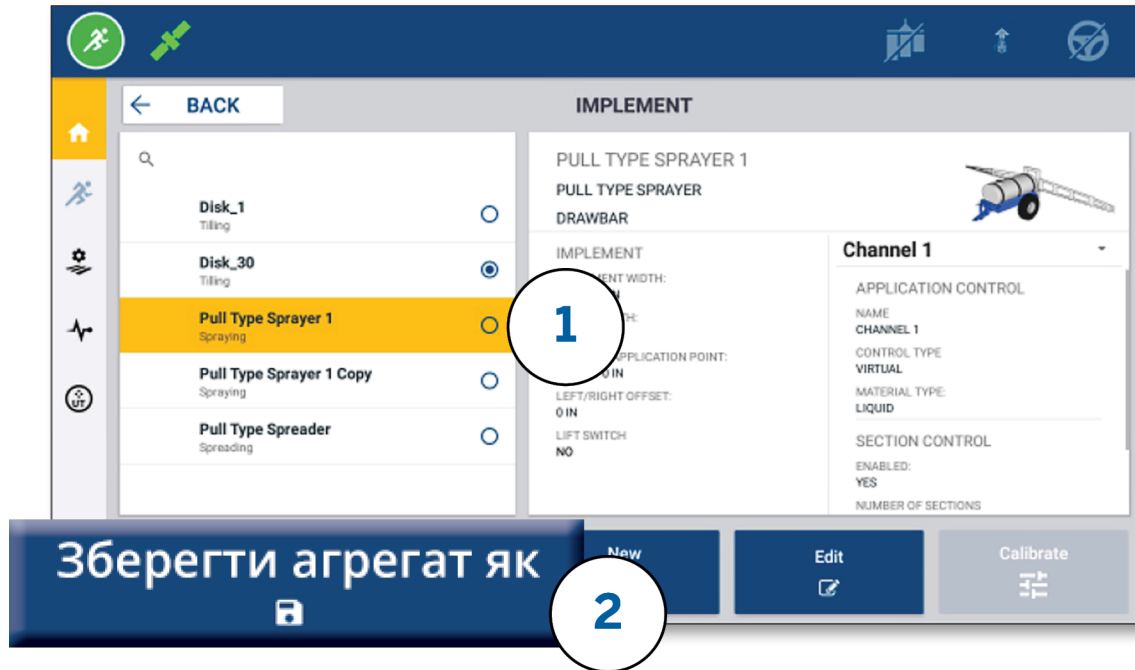 BACK
IMPLEMENT
Disk_1
Tilling
Disk_30
Tilling
Pull Type Sprayer 1
Spraying
Pull Type Sprayer 1 Copy
Spraying
Pull Type Spreader
Spreading
UT
PULL TYPE SPRAYER 1
PULL TYPE SPRAYER
DRAWBAR
IMPLEMENT
WIDTH:
1
APPLICATION POINT:
IN
LEFT/RIGHT OFFSET:
0 IN
LIFT SWITCH
NO
Channel 1
APPLICATION CONTROL
NAME
CHANNEL 1
CONTROL TYPE
VIRTUAL
MATERIAL TYPE:
LIQUID
SECTION CONTROL
ENABLED:
YES
NUMBER OF SECTIONS
Зберегти агрегат як
2
New
Edit
Calibrate